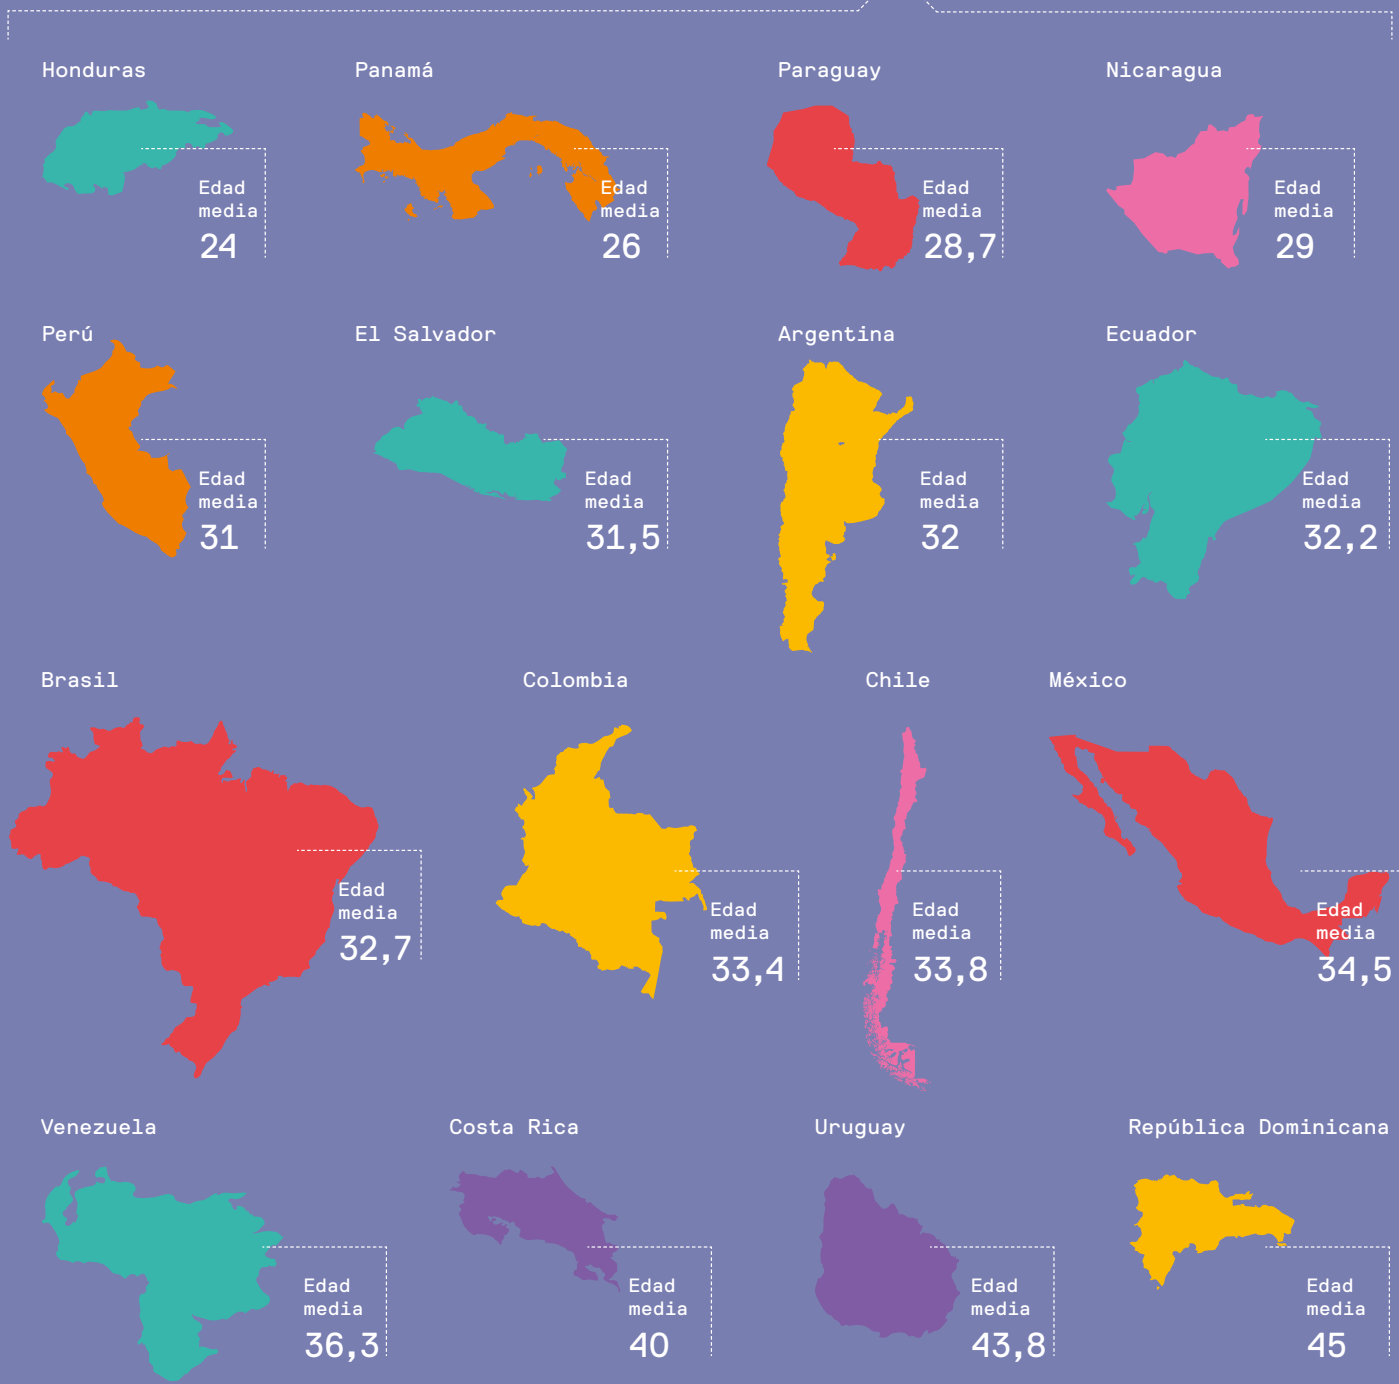 Honduras
Edad
media
24
Panamá
Edad
media
26
Paraguay
Edad
media
28,7
Nicaragua
Edad
media
29
Perú
Edad
media
31
El Salvador
Edad
media
31,5
Argentina
Edad
media
32
Ecuador
Edad
media
32,2
Brasil
Edad
media
32,7
Colombia
Edad
media
33,4
Chile
Edad
media
33,8
México
Edad
media
34,5
Venezuela
Edad
media
36,3
Costa Rica
Edad
media
40
Uruguay
Edad
media
43,8
República Dominicana
Edad
media
45